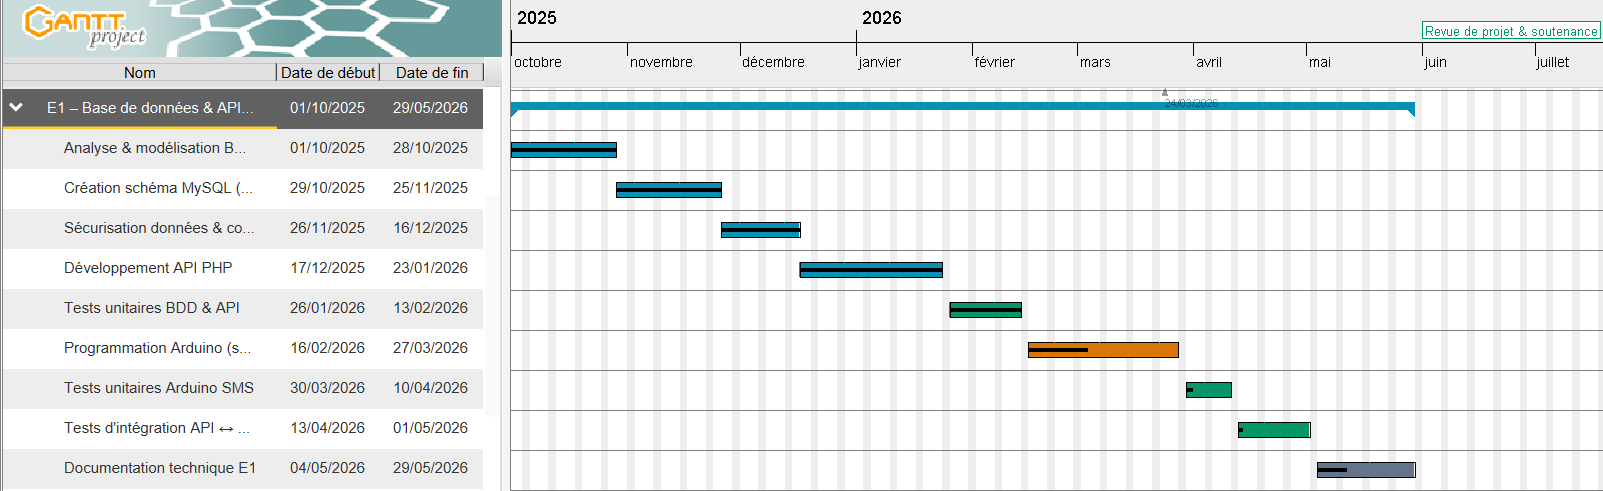 GANTT
project
2025
2026
Revue de projet & soutenance
octobre novembre décembre janvier février mars avril mai juin juillet
Nom Date de début Date de fin
24/03/2026
E1 – Base de données & API... 01/10/2025 29/05/2026
Analyse & modélisation B... 01/10/2025 28/10/2025
Création schéma MySQL (... 29/10/2025 25/11/2025
Sécurisation données & co... 26/11/2025 16/12/2025
Développement API PHP 17/12/2025 23/01/2026
Tests unitaires BDD & API 26/01/2026 13/02/2026
Programmation Arduino (s... 16/02/2026 27/03/2026
Tests unitaires Arduino SMS 30/03/2026 10/04/2026
Tests d'intégration API ↔ ... 13/04/2026 01/05/2026
Documentation technique E1 04/05/2026 29/05/2026